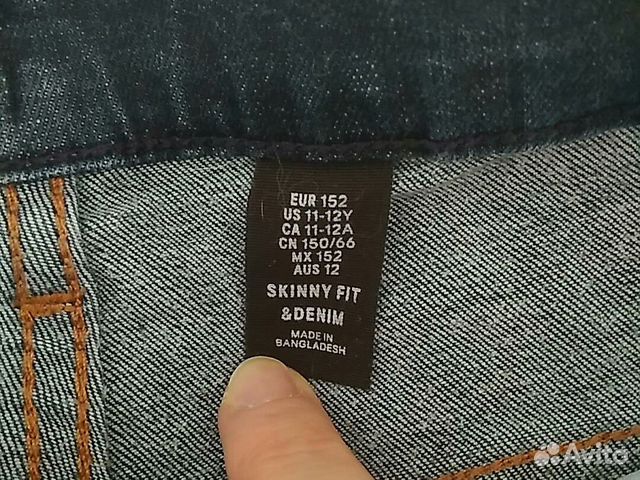 EUR 152
US 11-12Y
CA 11-12A
CN 150/66
MX 152
AUS 12
SKINNY FIT
&DENIM
MADE IN
BANGLADESH
Avito